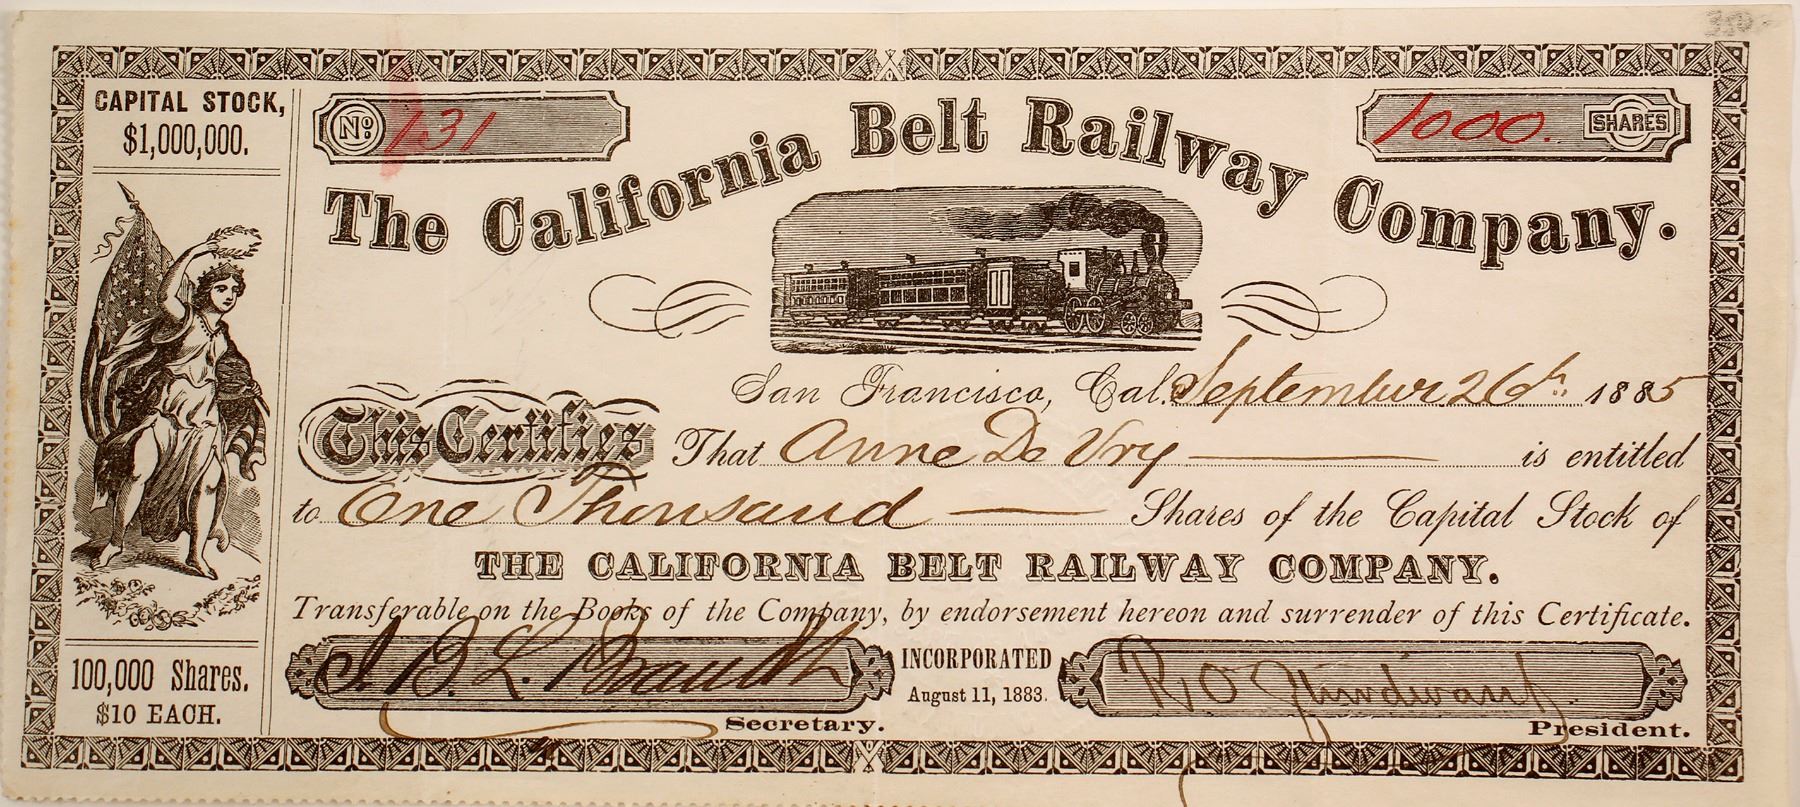 CAPITAL STOCK,
$1,000,000.
No 131
1000. SHARES
The California Belt Railway Company.
San Francisco, Cal. September 26th 1885
This Certifies That Anne De Vry is entitled
to One Thousand Shares of the Capital Stock of
THE CALIFORNIA BELT RAILWAY COMPANY.
Transferable on the Books of the Company, by endorsement hereon and surrender of this Certificate.
100,000 Shares.
$10 EACH.
J. B. L. Brandt
Secretary.
INCORPORATED
August 11, 1883.
R. O.
President.